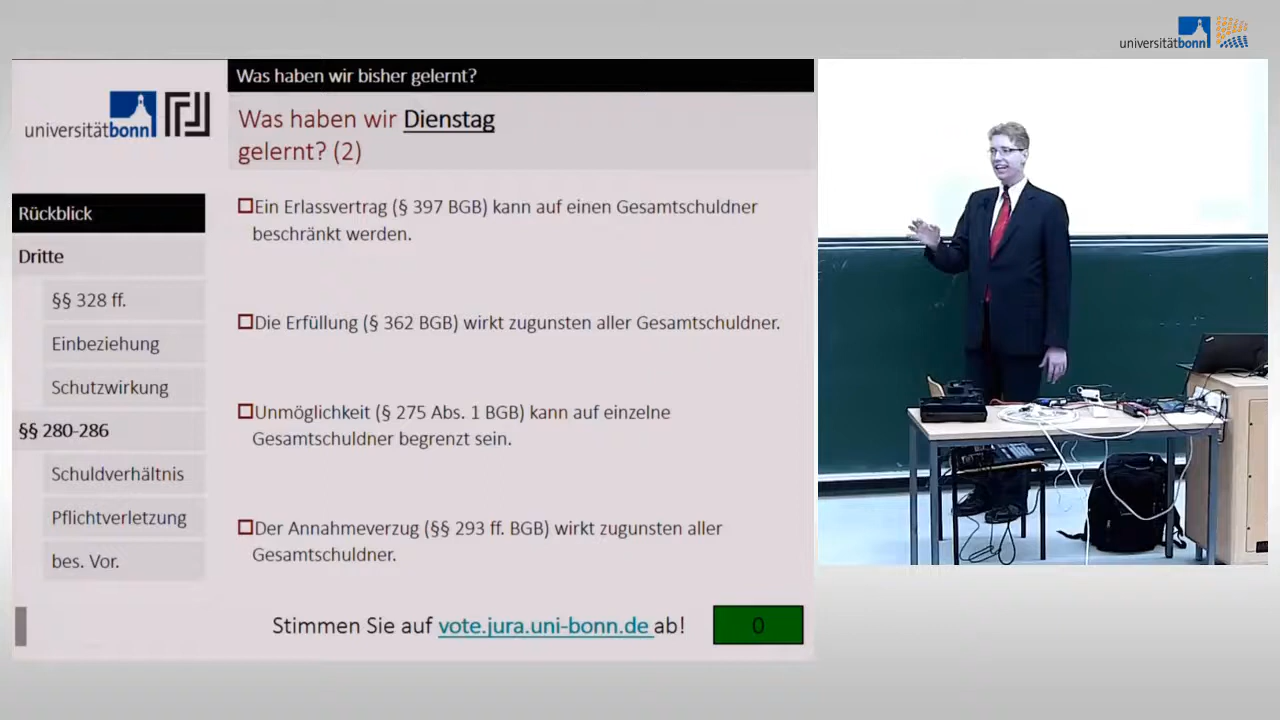 universitätbonn
Was haben wir bisher gelernt?
universitätbonn
Was haben wir Dienstag
gelernt? (2)
Rückblick
Dritte
§§ 328 ff.
Einbeziehung
Schutzwirkung
§§ 280-286
Schuldverhältnis
Pflichtverletzung
bes. Vor.
Ein Erlassvertrag (§ 397 BGB) kann auf einen Gesamtschuldner
beschränkt werden.
Die Erfüllung (§ 362 BGB) wirkt zugunsten aller Gesamtschuldner.
Unmöglichkeit (§ 275 Abs. 1 BGB) kann auf einzelne
Gesamtschuldner begrenzt sein.
Der Annahmeverzug (§§ 293 ff. BGB) wirkt zugunsten aller
Gesamtschuldner.
Stimmen Sie auf vote.jura.uni-bonn.de ab!
0